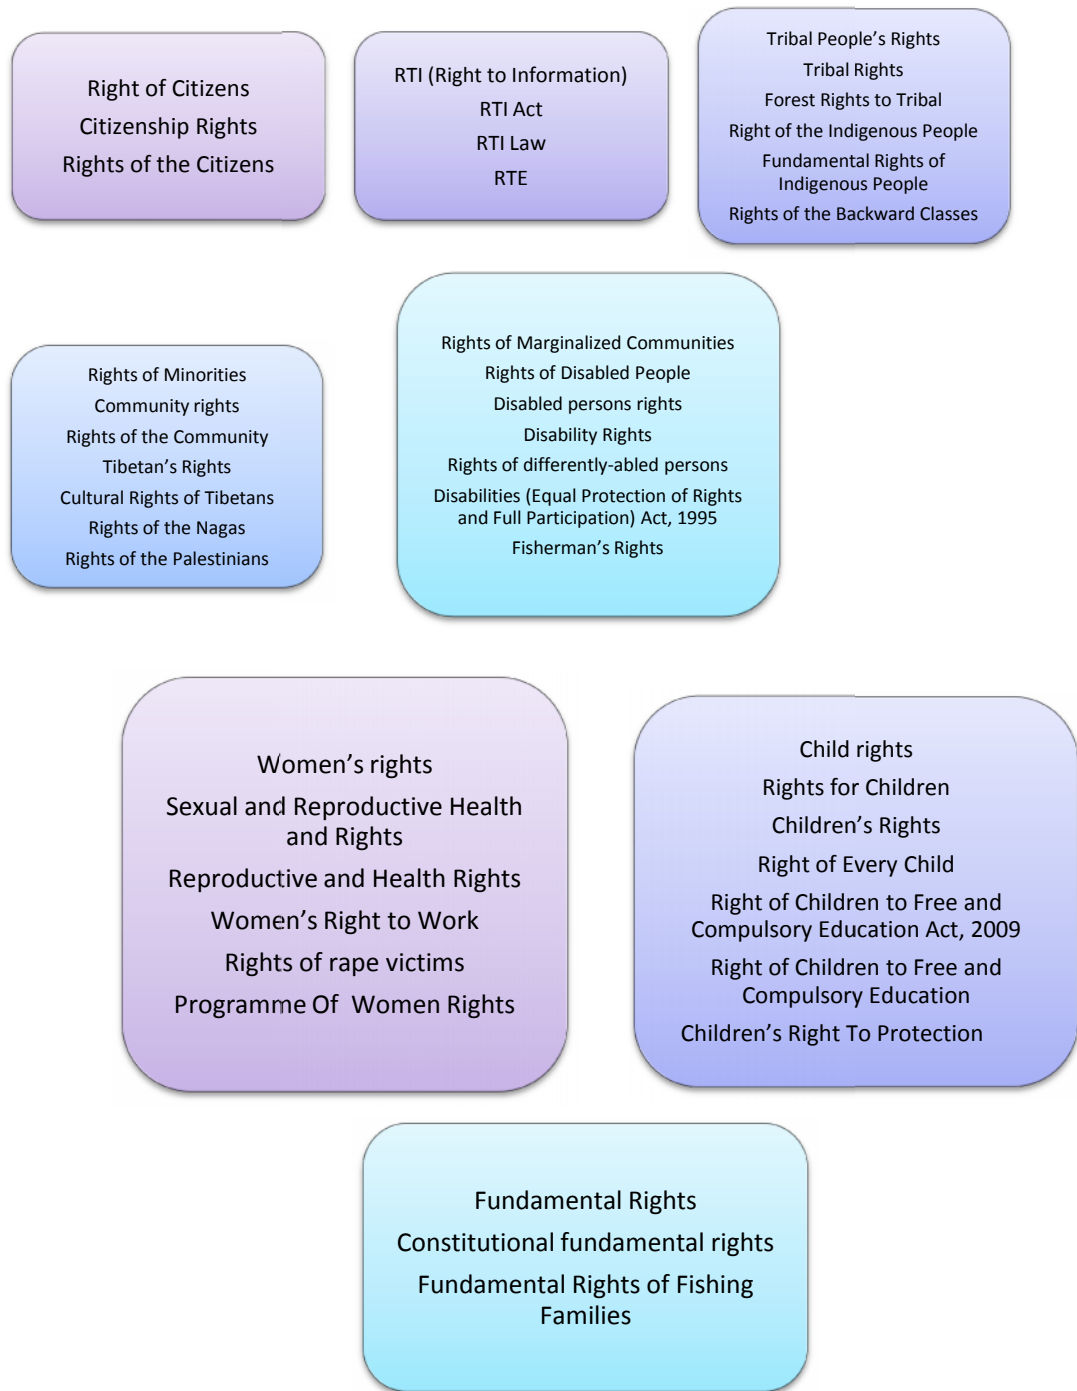 Right of Citizens
Citizenship Rights
Rights of the Citizens
RTI (Right to Information)
RTI Act
RTI Law
RTE
Tribal People’s Rights
Tribal Rights
Forest Rights to Tribal
Right of the Indigenous People
Fundamental Rights of
Indigenous People
Rights of the Backward Classes
Rights of Minorities
Community rights
Rights of the Community
Tibetan’s Rights
Cultural Rights of Tibetans
Rights of the Nagas
Rights of the Palestinians
Rights of Marginalized Communities
Rights of Disabled People
Disabled persons rights
Disability Rights
Rights of differently-abled persons
Disabilities (Equal Protection of Rights
and Full Participation) Act, 1995
Fisherman’s Rights
Women’s rights
Sexual and Reproductive Health
and Rights
Reproductive and Health Rights
Women’s Right to Work
Rights of rape victims
Programme Of Women Rights
Child rights
Rights for Children
Children’s Rights
Right of Every Child
Right of Children to Free and
Compulsory Education Act, 2009
Right of Children to Free and
Compulsory Education
Children’s Right To Protection
Fundamental Rights
Constitutional fundamental rights
Fundamental Rights of Fishing
Families